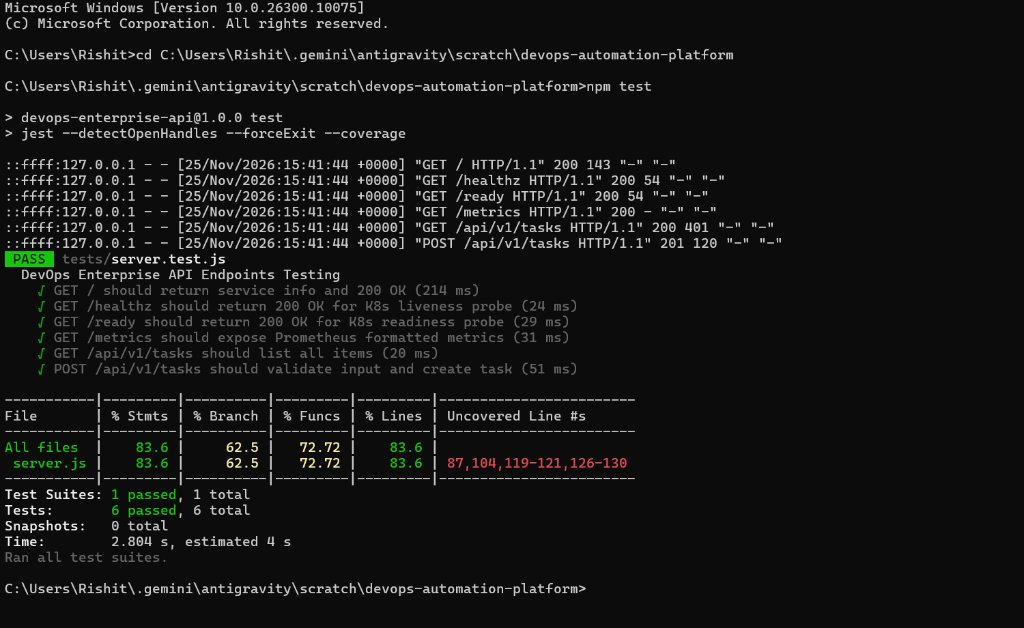 Microsoft Windows [Version 10.0.26300.10075]
(c) Microsoft Corporation. All rights reserved.

C:\Users\Rishit>cd C:\Users\Rishit\.gemini\antigravity\scratch\devops-automation-platform

C:\Users\Rishit\.gemini\antigravity\scratch\devops-automation-platform>npm test

> devops-enterprise-api@1.0.0 test
> jest --detectOpenHandles --forceExit --coverage

::ffff:127.0.0.1 - - [25/Nov/2026:15:41:44 +0000] "GET / HTTP/1.1" 200 143 "-" "-"
::ffff:127.0.0.1 - - [25/Nov/2026:15:41:44 +0000] "GET /healthz HTTP/1.1" 200 54 "-" "-"
::ffff:127.0.0.1 - - [25/Nov/2026:15:41:44 +0000] "GET /ready HTTP/1.1" 200 54 "-" "-"
::ffff:127.0.0.1 - - [25/Nov/2026:15:41:44 +0000] "GET /metrics HTTP/1.1" 200 - "-" "-"
::ffff:127.0.0.1 - - [25/Nov/2026:15:41:44 +0000] "GET /api/v1/tasks HTTP/1.1" 200 401 "-" "-"
::ffff:127.0.0.1 - - [25/Nov/2026:15:41:44 +0000] "POST /api/v1/tasks HTTP/1.1" 201 120 "-" "-"
 PASS  tests/server.test.js
  DevOps Enterprise API Endpoints Testing
    √ GET / should return service info and 200 OK (214 ms)
    √ GET /healthz should return 200 OK for K8s liveness probe (24 ms)
    √ GET /ready should return 200 OK for K8s readiness probe (29 ms)
    √ GET /metrics should expose Prometheus formatted metrics (31 ms)
    √ GET /api/v1/tasks should list all items (20 ms)
    √ POST /api/v1/tasks should validate input and create task (51 ms)

-----------|---------|----------|---------|---------|------------------------
File       | % Stmts | % Branch | % Funcs | % Lines | Uncovered Line #s
-----------|---------|----------|---------|---------|------------------------
All files  |    83.6 |     62.5 |   72.72 |    83.6 |
 server.js |    83.6 |     62.5 |   72.72 |    83.6 | 87,104,119-121,126-130
-----------|---------|----------|---------|---------|------------------------
Test Suites: 1 passed, 1 total
Tests:       6 passed, 6 total
Snapshots:   0 total
Time:        2.804 s, estimated 4 s
Ran all test suites.

C:\Users\Rishit\.gemini\antigravity\scratch\devops-automation-platform>